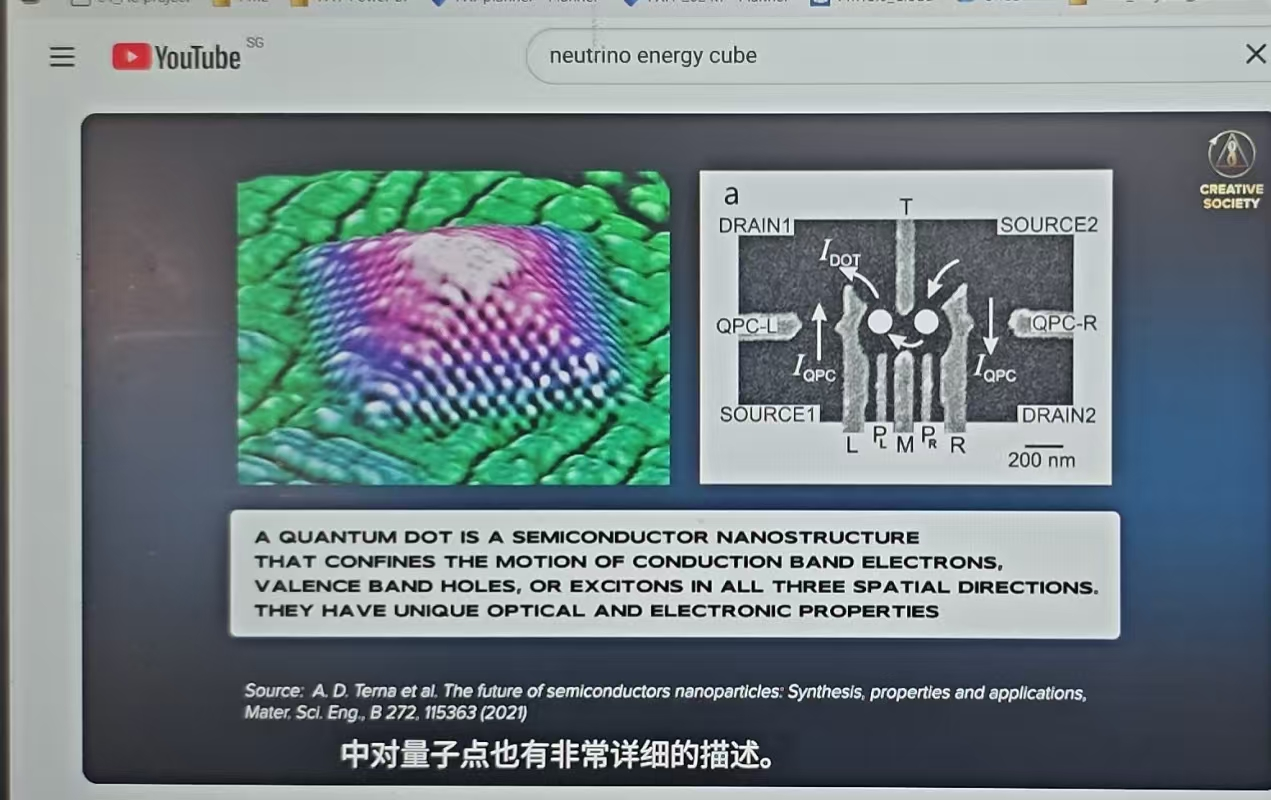 YouTube SG
neutrino energy cube
CREATIVE
SOCIETY
a
T
DRAIN1
SOURCE2
IDOT
QPC-L
QPC-R
IQPC
IQPC
SOURCE1
DRAIN2
L PL M PR R
200 nm
A QUANTUM DOT IS A SEMICONDUCTOR NANOSTRUCTURE
THAT CONFINES THE MOTION OF CONDUCTION BAND ELECTRONS,
VALENCE BAND HOLES, OR EXCITONS IN ALL THREE SPATIAL DIRECTIONS.
THEY HAVE UNIQUE OPTICAL AND ELECTRONIC PROPERTIES
Source: A. D. Terna et al. The future of semiconductors nanoparticles: Synthesis, properties and applications,
Mater. Sci. Eng., B 272, 115363 (2021)
中对量子点也有非常详细的描述。